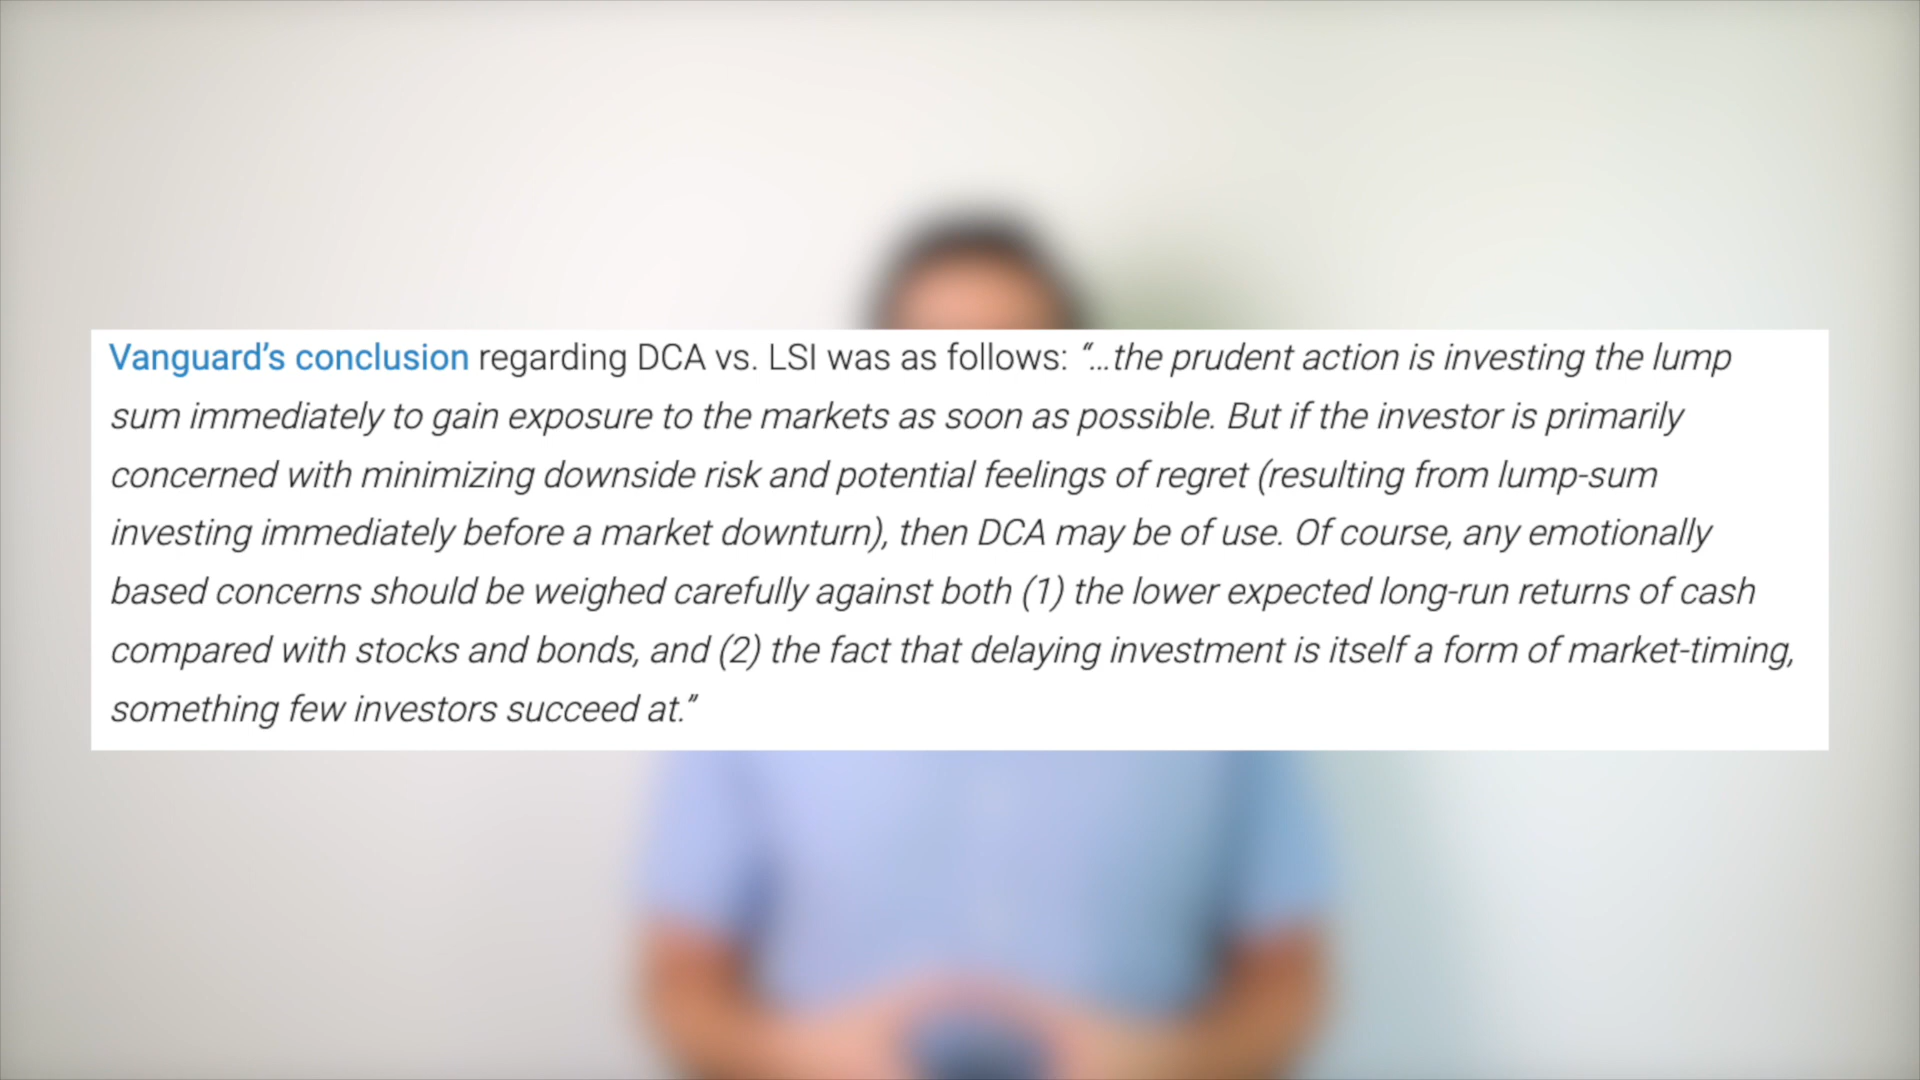 Vanguard’s conclusion regarding DCA vs. LSI was as follows: “…the prudent action is investing the lump
sum immediately to gain exposure to the markets as soon as possible. But if the investor is primarily
concerned with minimizing downside risk and potential feelings of regret (resulting from lump-sum
investing immediately before a market downturn), then DCA may be of use. Of course, any emotionally
based concerns should be weighed carefully against both (1) the lower expected long-run returns of cash
compared with stocks and bonds, and (2) the fact that delaying investment is itself a form of market-timing,
something few investors succeed at.”